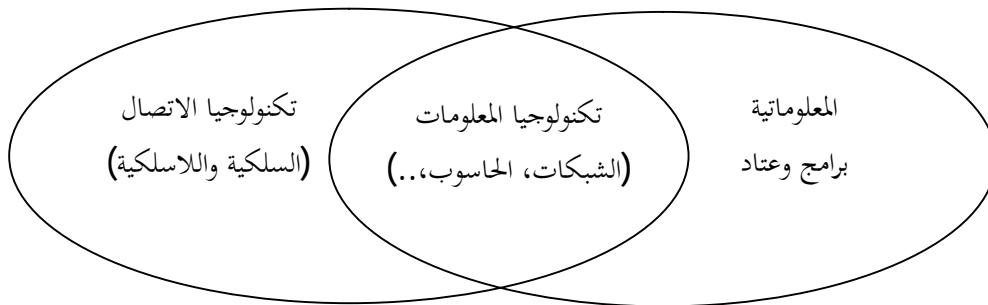 المعلوماتية
برامج وعتاد
تكنولوجيا المعلومات
(الشبكات، الحاسوب،..)
تكنولوجيا الاتصال
(السلكية واللاسلكية)